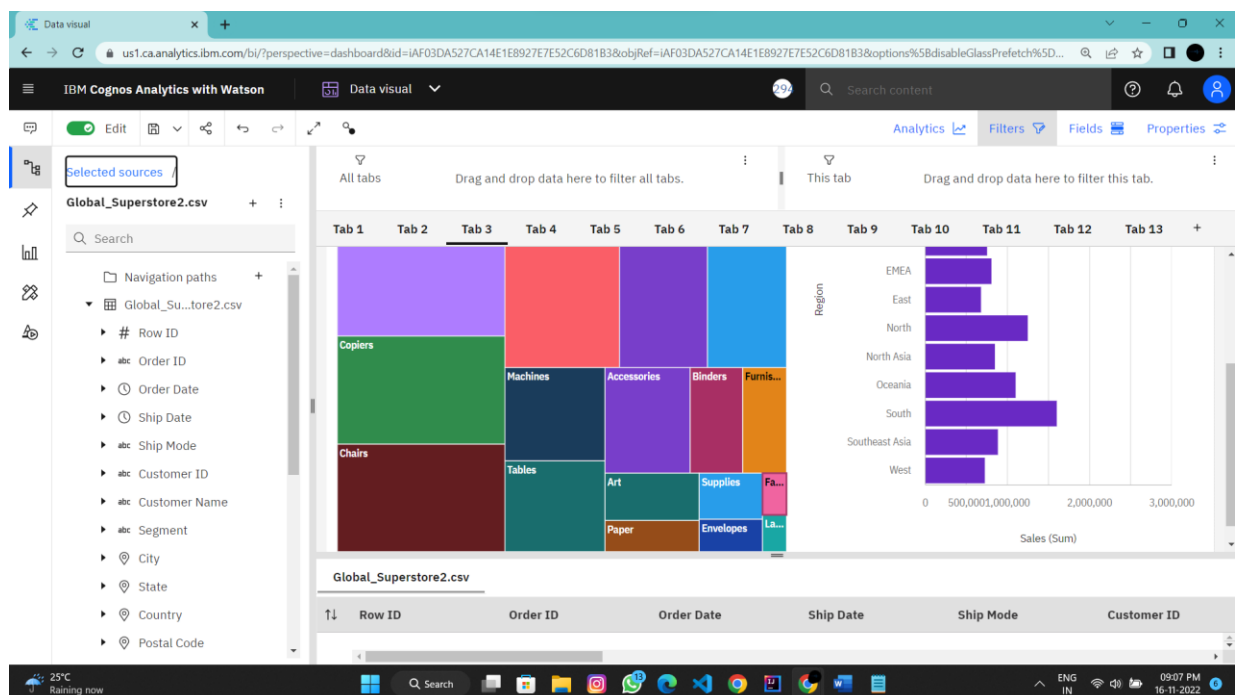 Data visual
us1.ca.analytics.ibm.com/bi/?perspective=dashboard&id=iAF03DA527CA14E1E8927E7E52C6D81B3&objRef=iAF03DA527CA14E1E8927E7E52C6D81B3&options%5BdisableGlassPrefetch%5D...
IBM Cognos Analytics with Watson
Data visual
294
Search content
Edit
Analytics
Filters
Fields
Properties
Selected sources /
Global_Superstore2.csv
Search
Navigation paths
Global_Su...tore2.csv
# Row ID
abc Order ID
Order Date
Ship Date
abc Ship Mode
abc Customer ID
abc Customer Name
abc Segment
City
State
Country
Postal Code
All tabs
Drag and drop data here to filter all tabs.
This tab
Drag and drop data here to filter this tab.
Tab 1 Tab 2 Tab 3 Tab 4 Tab 5 Tab 6 Tab 7 Tab 8 Tab 9 Tab 10 Tab 11 Tab 12 Tab 13 +
Copiers
Chairs
Machines
Tables
Accessories
Binders
Furnis...
Art
Supplies
Fa...
Paper
Envelopes
La...
Region
EMEA
East
North
North Asia
Oceania
South
Southeast Asia
West
0 500,000 1,000,000 2,000,000 3,000,000
Sales (Sum)
Global_Superstore2.csv
Row ID Order ID Order Date Ship Date Ship Mode Customer ID
25°C
Raining now
Search
13
ENG
IN
09:07 PM
16-11-2022
6